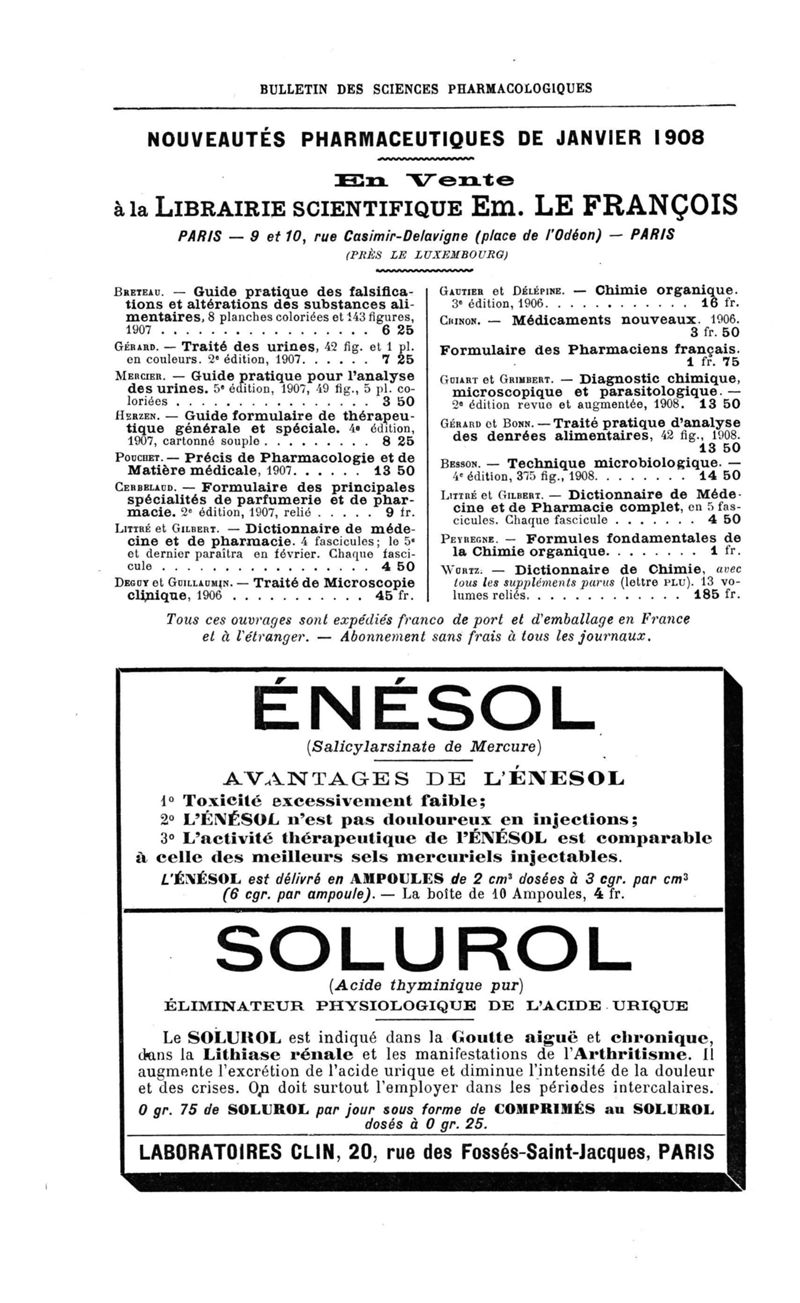 BULLETIN DES SCIENCES PHARMACOLOGIQUES
NOUVEAUTÉS PHARMACEUTIQUES DE JANVIER 1908
En Vente
à la LIBRAIRIE SCIENTIFIQUE Em. LE FRANÇOIS
PARIS — 9 et 10, rue Casimir-Delavigne (place de l'Odéon) — PARIS
(PRÈS LE LUXEMBOURG)
BRETEAU. — Guide pratique des falsifica-
tions et altérations des substances ali-
mentaires, 8 planches coloriées et 143 figures,
1907 . . . . . . . . . . . . . . . . . 6 25
GÉRARD. — Traité des urines, 42 fig. et 1 pl.
en couleurs. 2e édition, 1907. . . . . . 7 25
MERCIER. — Guide pratique pour l'analyse
des urines. 5e édition, 1907, 49 fig., 5 pl. co-
loriées . . . . . . . . . . . . . . . . 3 50
HERZEN. — Guide formulaire de thérapeu-
tique générale et spéciale. 4e édition,
1907, cartonné souple . . . . . . . . . 8 25
POUCHET. — Précis de Pharmacologie et de
Matière médicale, 1907. . . . . . 13 50
CERBELAUD. — Formulaire des principales
spécialités de parfumerie et de phar-
macie. 2e édition, 1907, relié . . . . . 9 fr.
LITTRÉ et GILBERT. — Dictionnaire de méde-
cine et de pharmacie. 4 fascicules; le 5e
et dernier paraîtra en février. Chaque fasci-
cule . . . . . . . . . . . . . . . . . 4 50
DEGUY et GUILLAUMIN. — Traité de Microscopie
clinique, 1906 . . . . . . . . . . . 45 fr.
GAUTIER et DÉLÉPINE. — Chimie organique.
3e édition, 1906. . . . . . . . . . . . 16 fr.
CRINON. — Médicaments nouveaux. 1906.
3 fr. 50
Formulaire des Pharmaciens français.
1 fr. 75
GUIART et GRIMBERT. — Diagnostic chimique,
microscopique et parasitologique. —
2e édition revue et augmentée, 1908. 13 50
GÉRARD et BONN. — Traité pratique d'analyse
des denrées alimentaires, 42 fig., 1908.
13 50
BESSON. — Technique microbiologique. —
4e édition, 375 fig., 1908. . . . . . . . 14 50
LITTRÉ et GILBERT. — Dictionnaire de Méde-
cine et de Pharmacie complet, en 5 fas-
cicules. Chaque fascicule . . . . . . . 4 50
PEYREGNE. — Formules fondamentales de
la Chimie organique. . . . . . . . 1 fr.
WURTZ. — Dictionnaire de Chimie, avec
tous les suppléments parus (lettre PLU). 13 vo-
lumes reliés. . . . . . . . . . . . . 185 fr.
Tous ces ouvrages sont expédiés franco de port et d'emballage en France
et à l'étranger. — Abonnement sans frais à tous les journaux.
ÉNÉSOL
(Salicylarsinate de Mercure)
AVANTAGES DE L'ÉNESOL
1o Toxicité excessivement faible;
2o L'ÉNÉSOL n'est pas douloureux en injections;
3o L'activité thérapeutique de l'ÉNÉSOL est comparable
à celle des meilleurs sels mercuriels injectables.
L'ÉNÉSOL est délivré en AMPOULES de 2 cm³ dosées à 3 cgr. par cm³
(6 cgr. par ampoule). — La boîte de 10 Ampoules, 4 fr.
SOLUROL
(Acide thyminique pur)
ÉLIMINATEUR PHYSIOLOGIQUE DE L'ACIDE URIQUE
Le SOLUROL est indiqué dans la Goutte aiguë et chronique,
dans la Lithiase rénale et les manifestations de l'Arthritisme. Il
augmente l'excrétion de l'acide urique et diminue l'intensité de la douleur
et des crises. On doit surtout l'employer dans les périodes intercalaires.
0 gr. 75 de SOLUROL par jour sous forme de COMPRIMÉS au SOLUROL
dosés à 0 gr. 25.
LABORATOIRES CLIN, 20, rue des Fossés-Saint-Jacques, PARIS